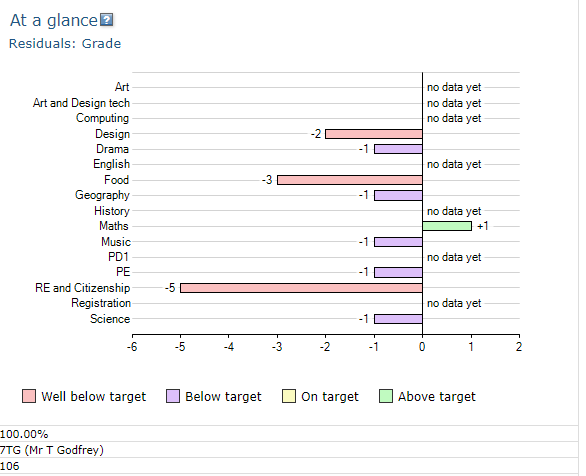 At a glance?
Residuals: Grade
Art no data yet
Art and Design tech no data yet
Computing no data yet
Design -2
Drama -1
English no data yet
Food -3
Geography -1
History no data yet
Maths +1
Music -1
PD1 no data yet
PE -1
RE and Citizenship -5
Registration no data yet
Science -1
-6 -5 -4 -3 -2 -1 0 1 2
Well below target Below target On target Above target
100.00%
7TG (Mr T Godfrey)
106